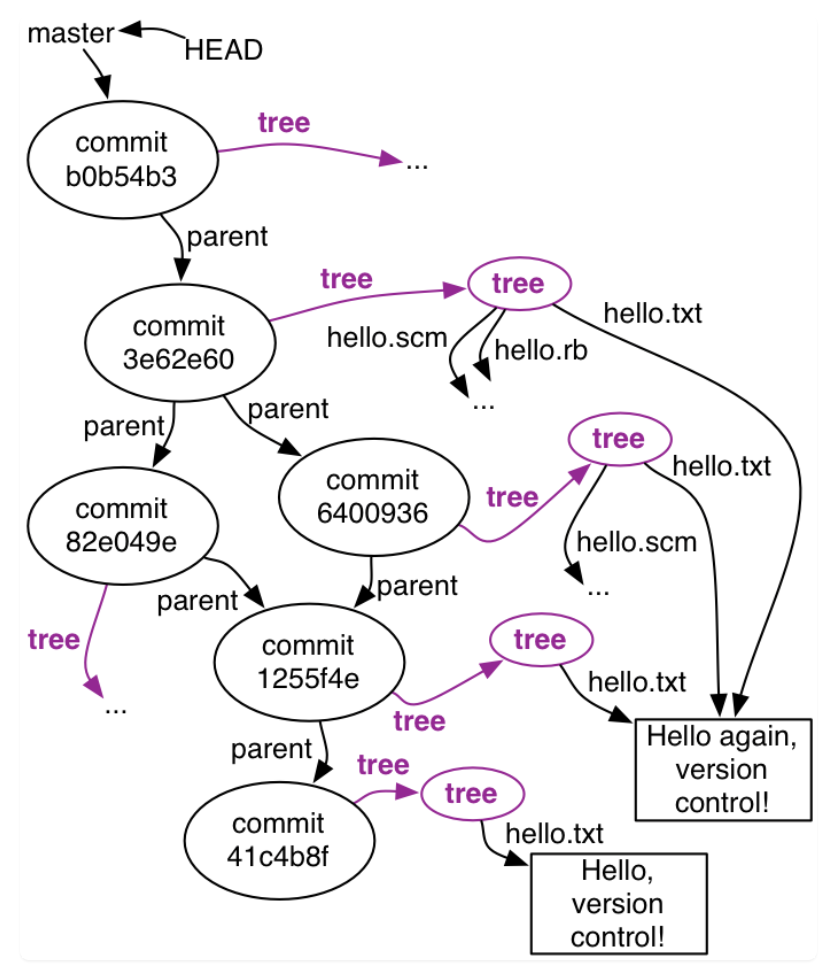 master
HEAD
commit
b0b54b3
tree
...
parent
commit
3e62e60
tree
tree
hello.scm
hello.rb
hello.txt
...
parent
parent
commit
82e049e
commit
6400936
tree
tree
hello.txt
hello.scm
...
parent
parent
tree
...
commit
1255f4e
tree
tree
hello.txt
Hello again,
version
control!
parent
commit
41c4b8f
tree
tree
hello.txt
Hello,
version
control!